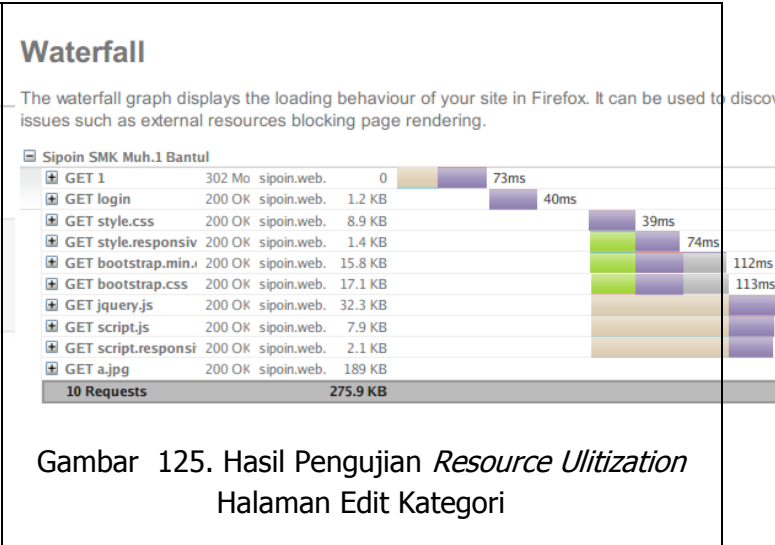 Waterfall
The waterfall graph displays the loading behaviour of your site in Firefox. It can be used to discov
issues such as external resources blocking page rendering.
Sipoin SMK Muh.1 Bantul
GET 1 302 Mo sipoin.web. 0 73ms
GET login 200 OK sipoin.web. 1.2 KB 40ms
GET style.css 200 OK sipoin.web. 8.9 KB 39ms
GET style.responsiv 200 OK sipoin.web. 1.4 KB 74ms
GET bootstrap.min. 200 OK sipoin.web. 15.8 KB 112ms
GET bootstrap.css 200 OK sipoin.web. 17.1 KB 113ms
GET jquery.js 200 OK sipoin.web. 32.3 KB
GET script.js 200 OK sipoin.web. 7.9 KB
GET script.responsi 200 OK sipoin.web. 2.1 KB
GET a.jpg 200 OK sipoin.web. 189 KB
10 Requests 275.9 KB
Gambar 125. Hasil Pengujian Resource Ulitization
Halaman Edit Kategori